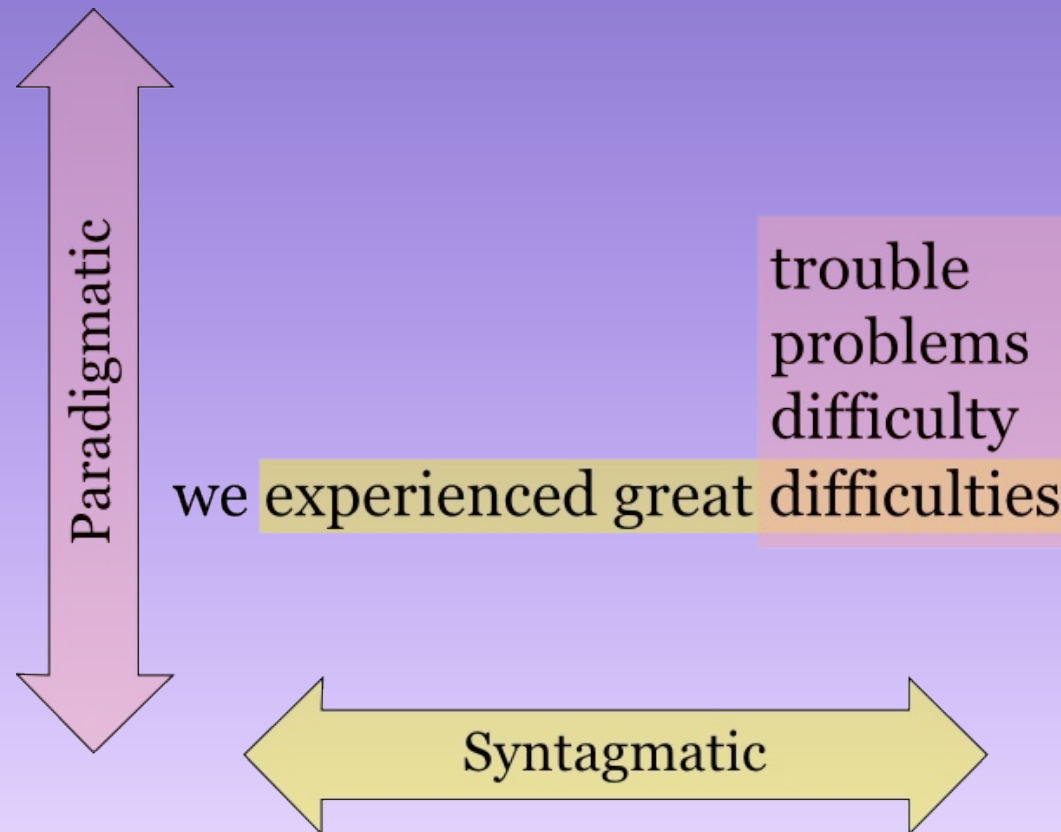 Paradigmatic
trouble
problems
difficulty
we experienced great difficulties
Syntagmatic